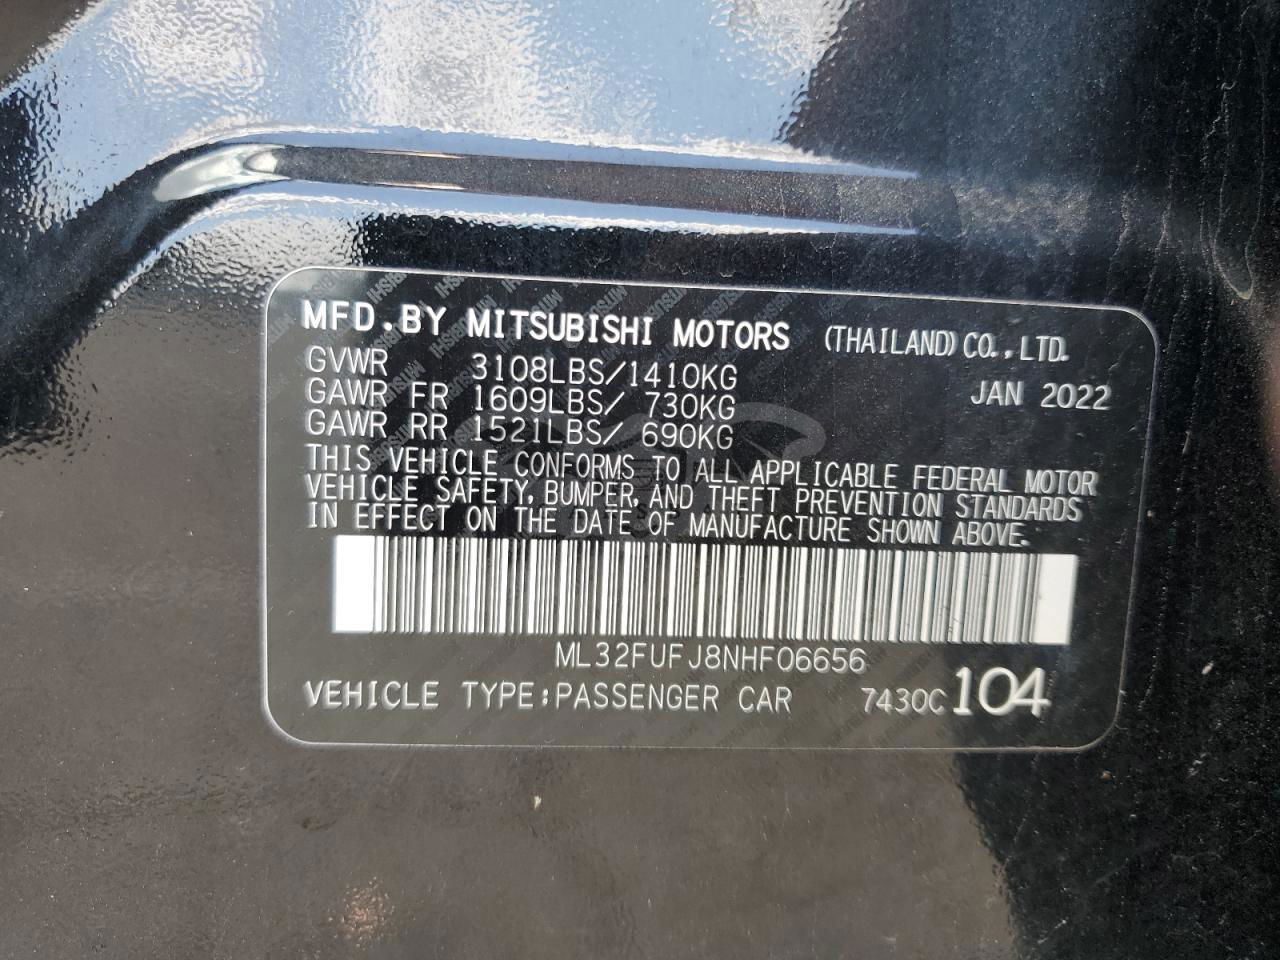 MFD.BY MITSUBISHI MOTORS (THAILAND) CO.,LTD.
GVWR 3108LBS/1410KG JAN 2022
GAWR FR 1609LBS/ 730KG
GAWR RR 1521LBS/ 690KG
THIS VEHICLE CONFORMS TO ALL APPLICABLE FEDERAL MOTOR
VEHICLE SAFETY, BUMPER, AND THEFT PREVENTION STANDARDS
IN EFFECT ON THE DATE OF MANUFACTURE SHOWN ABOVE.
ML32FUFJ8NHF06656
VEHICLE TYPE:PASSENGER CAR 7430C 104